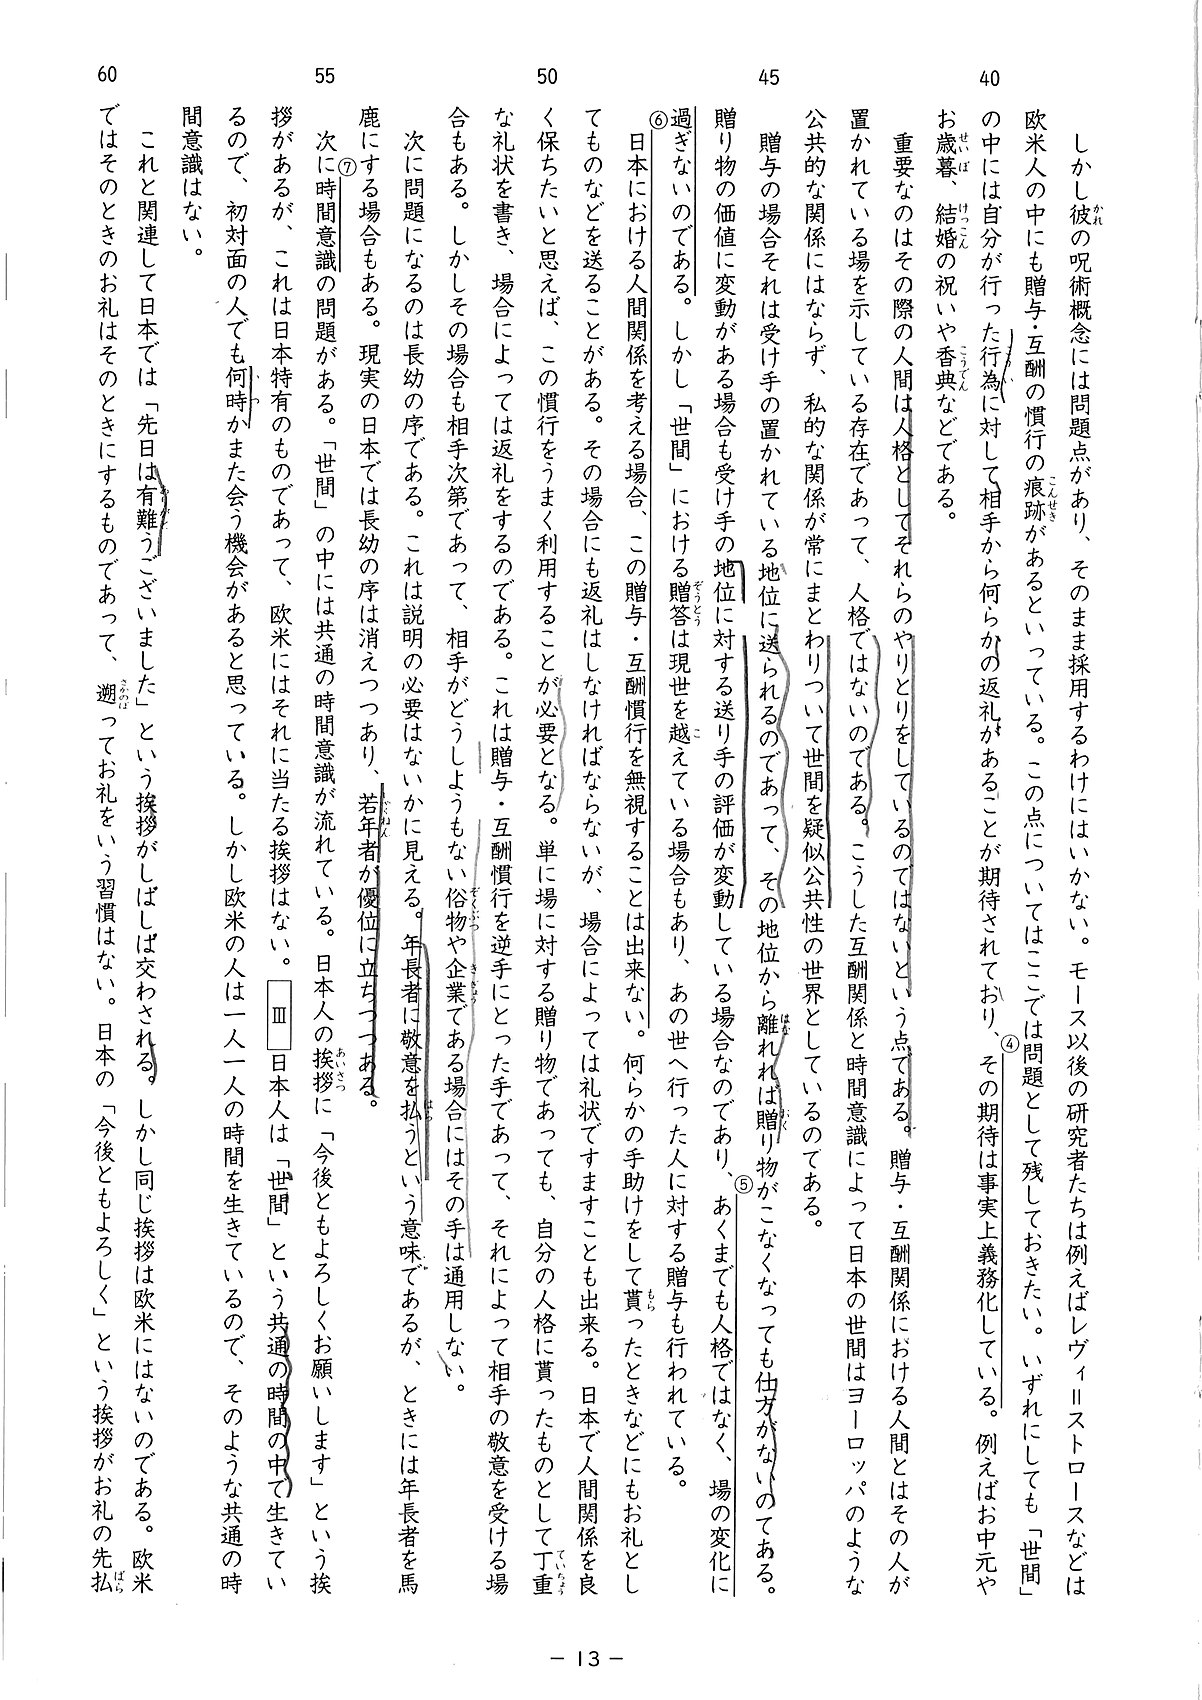 しかし彼の呪術概念には問題点があり、そのまま採用するわけにはいかない。モース以後の研究者たちは例えばレヴィ＝ストロースなどは
欧米人の中にも贈与・互酬の慣行の痕跡があるといっている。この点についてはここでは問題として残しておきたい。いずれにしても「世間」
40
の中には自分が行った行為に対して相手から何らかの返礼があることが期待されており、④その期待は事実上義務化している。例えばお中元や
お歳暮、結婚の祝いや香典などである。
重要なのはその際の人間は人格としてそれらのやりとりをしているのではないという点である。贈与・互酬関係における人間とはその人が
置かれている場を示している存在であって、人格ではないのである。こうした互酬関係と時間意識によって日本の世間はヨーロッパのような
公共的な関係にはならず、私的な関係が常にまとわりついて世間を疑似公共性の世界としているのである。
45
贈与の場合それは受け手の置かれている地位に送られるのであって、その地位から離れれば贈り物がこなくなっても仕方がないのである。
贈り物の価値に変動がある場合も受け手の地位に対する送り手の評価が変動している場合なのであり、⑤あくまでも人格ではなく、場の変化に
過ぎないのである。しかし「世間」における贈答は現世を越えている場合もあり、あの世へ行った人に対する贈与も行われている。
⑥日本における人間関係を考える場合、この贈与・互酬慣行を無視することは出来ない。何らかの手助けをして貰ったときなどにもお礼とし
てものなどを送ることがある。その場合にも返礼はしなければならないが、場合によっては礼状ですますことも出来る。日本で人間関係を良
50
く保ちたいと思えば、この慣行をうまく利用することが必要となる。単に場に対する贈り物であっても、自分の人格に貰ったものとして丁重
な礼状を書き、場合によっては返礼をするのである。これは贈与・互酬慣行を逆手にとった手であって、それによって相手の敬意を受ける場
合もある。しかしその場合も相手次第であって、相手がどうしようもない俗物や企業である場合にはその手は通用しない。
次に問題になるのは長幼の序である。これは説明の必要はないかに見える。年長者に敬意を払うという意味であるが、ときには年長者を馬
鹿にする場合もある。現実の日本では長幼の序は消えつつあり、若年者が優位に立ちつつある。
55
次に⑦時間意識の問題がある。「世間」の中には共通の時間意識が流れている。日本人の挨拶に「今後ともよろしくお願いします」という挨
拶があるが、これは日本特有のものであって、欧米にはそれに当たる挨拶はない。Ⅲ日本人は「世間」という共通の時間の中で生きてい
るので、初対面の人でも何時かまた会う機会があると思っている。しかし欧米の人は一人一人の時間を生きているので、そのような共通の時
間意識はない。
これと関連して日本では「先日は有難うございました」という挨拶がしばしば交わされる。しかし同じ挨拶は欧米にはないのである。欧米
60
ではそのときのお礼はそのときにするものであって、遡ってお礼をいう習慣はない。日本の「今後ともよろしく」という挨拶がお礼の先払
－13－